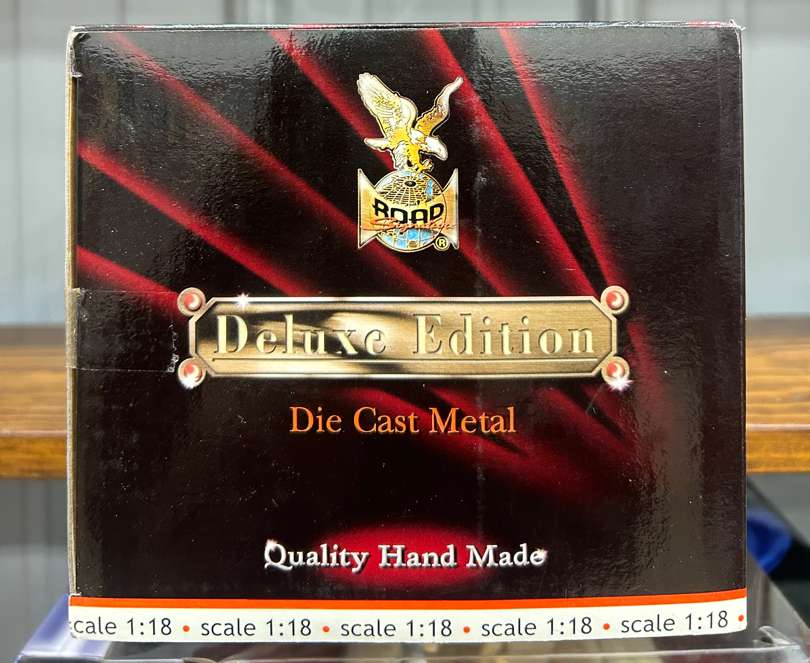 ROAD
Signature
®
Deluxe Edition
Die Cast Metal
Quality Hand Made
cale 1:18 • scale 1:18 • scale 1:18 • scale 1:18 • scale 1:18 •